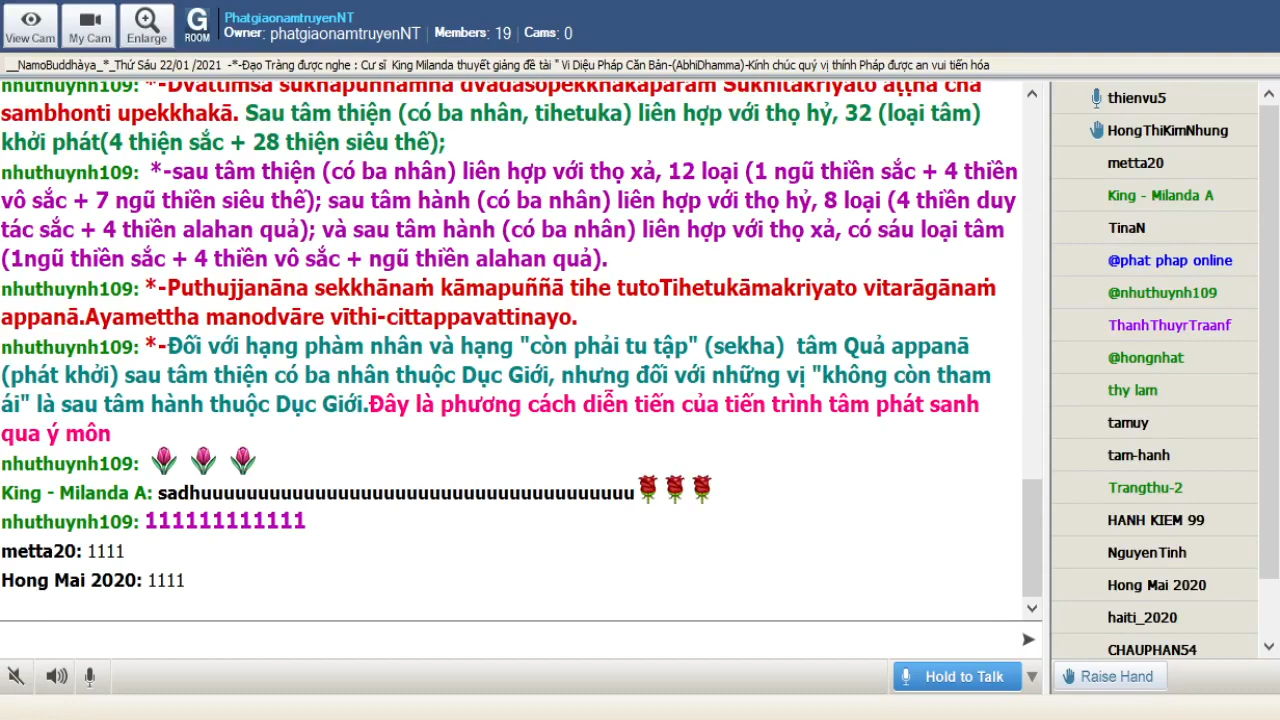 View Cam
My Cam
Enlarge
G
ROOM
PhatgiaonamtruyenNT
Owner: phatgiaonamtruyenNT | Members: 19 | Cams: 0
__NamoBuddhàya_*_Thứ Sáu 22/01 /2021 -*-Đạo Tràng được nghe : Cư sĩ King Milanda thuyết giảng đề tài " Vi Diệu Pháp Căn Bản-(AbhiDhamma)-Kính chúc quý vị thính Pháp được an vui tiến hóa
nhuthuynh109: *-Dvattimsa sukhapuññamhā dvādasopekkhakāparam Sukhitakriyato aṭṭha cha
sambhonti upekkhakā. Sau tâm thiện (có ba nhân, tihetuka) liên hợp với thọ hỷ, 32 (loại tâm)
khởi phát(4 thiện sắc + 28 thiện siêu thế);
nhuthuynh109: *-sau tâm thiện (có ba nhân) liên hợp với thọ xả, 12 loại (1 ngũ thiền sắc + 4 thiền
vô sắc + 7 ngũ thiền siêu thế); sau tâm hành (có ba nhân) liên hợp với thọ hỷ, 8 loại (4 thiền duy
tác sắc + 4 thiền alahan quả); và sau tâm hành (có ba nhân) liên hợp với thọ xả, có sáu loại tâm
(1ngũ thiền sắc + 4 thiền vô sắc + ngũ thiền alahan quả).
nhuthuynh109: *-Puthujjanāna sekkhānaṁ kāmapuññā tihe tutoTihetukāmakriyato vitarāgānaṁ
appanā.Ayamettha manodvāre vīthi-cittappavattinayo.
nhuthuynh109: *-Đối với hạng phàm nhân và hạng "còn phải tu tập" (sekha) tâm Quả appanā
(phát khởi) sau tâm thiện có ba nhân thuộc Dục Giới, nhưng đối với những vị "không còn tham
ái" là sau tâm hành thuộc Dục Giới.Đây là phương cách diễn tiến của tiến trình tâm phát sanh
qua ý môn
nhuthuynh109:
King - Milanda A: sadhuuuuuuuuuuuuuuuuuuuuuuuuuuuuuuuuuuuuuu
nhuthuynh109: 111111111111
metta20: 1111
Hong Mai 2020: 1111
thienvu5
HongThiKimNhung
metta20
King - Milanda A
TinaN
@phat phap online
@nhuthuynh109
ThanhThuyrTraanf
@hongnhat
thy lam
tamuy
tam-hanh
Trangthu-2
HANH KIEM 99
NguyenTinh
Hong Mai 2020
haiti_2020
CHAUPHAN54
Hold to Talk
Raise Hand